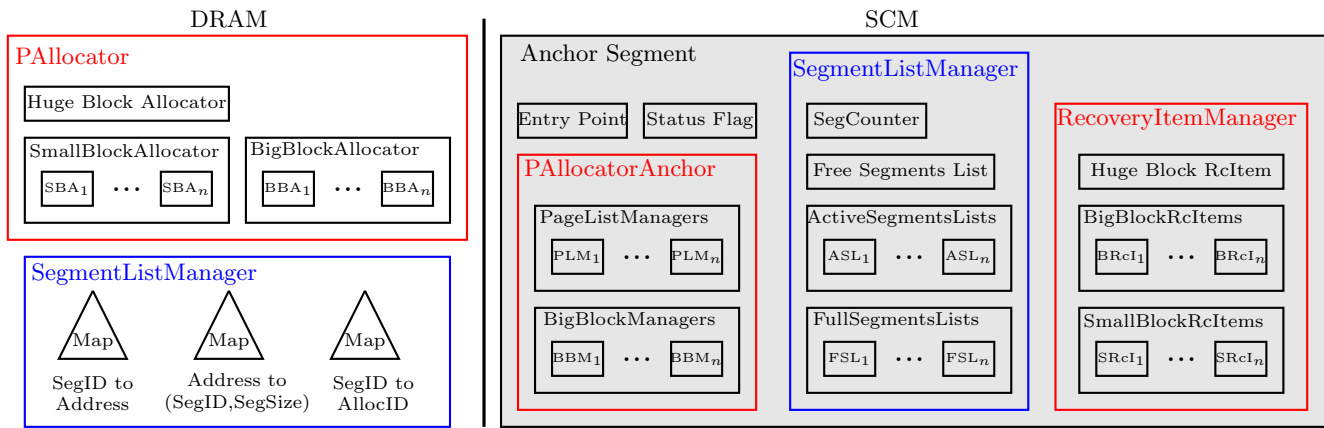 DRAM
PAllocator
Huge Block Allocator
SmallBlockAllocator
SBA1 ... SBAn
BigBlockAllocator
BBA1 ... BBAn
SegmentListManager
Map
SegID to
Address
Map
Address to
(SegID,SegSize)
Map
SegID to
AllocID
SCM
Anchor Segment
Entry Point
Status Flag
PAllocatorAnchor
PageListManagers
PLM1 ... PLMn
BigBlockManagers
BBM1 ... BBMn
SegmentListManager
SegCounter
Free Segments List
ActiveSegmentsLists
ASL1 ... ASLn
FullSegmentsLists
FSL1 ... FSLn
RecoveryItemManager
Huge Block RcItem
BigBlockRcItems
BRcI1 ... BRcIn
SmallBlockRcItems
SRcI1 ... SRcIn